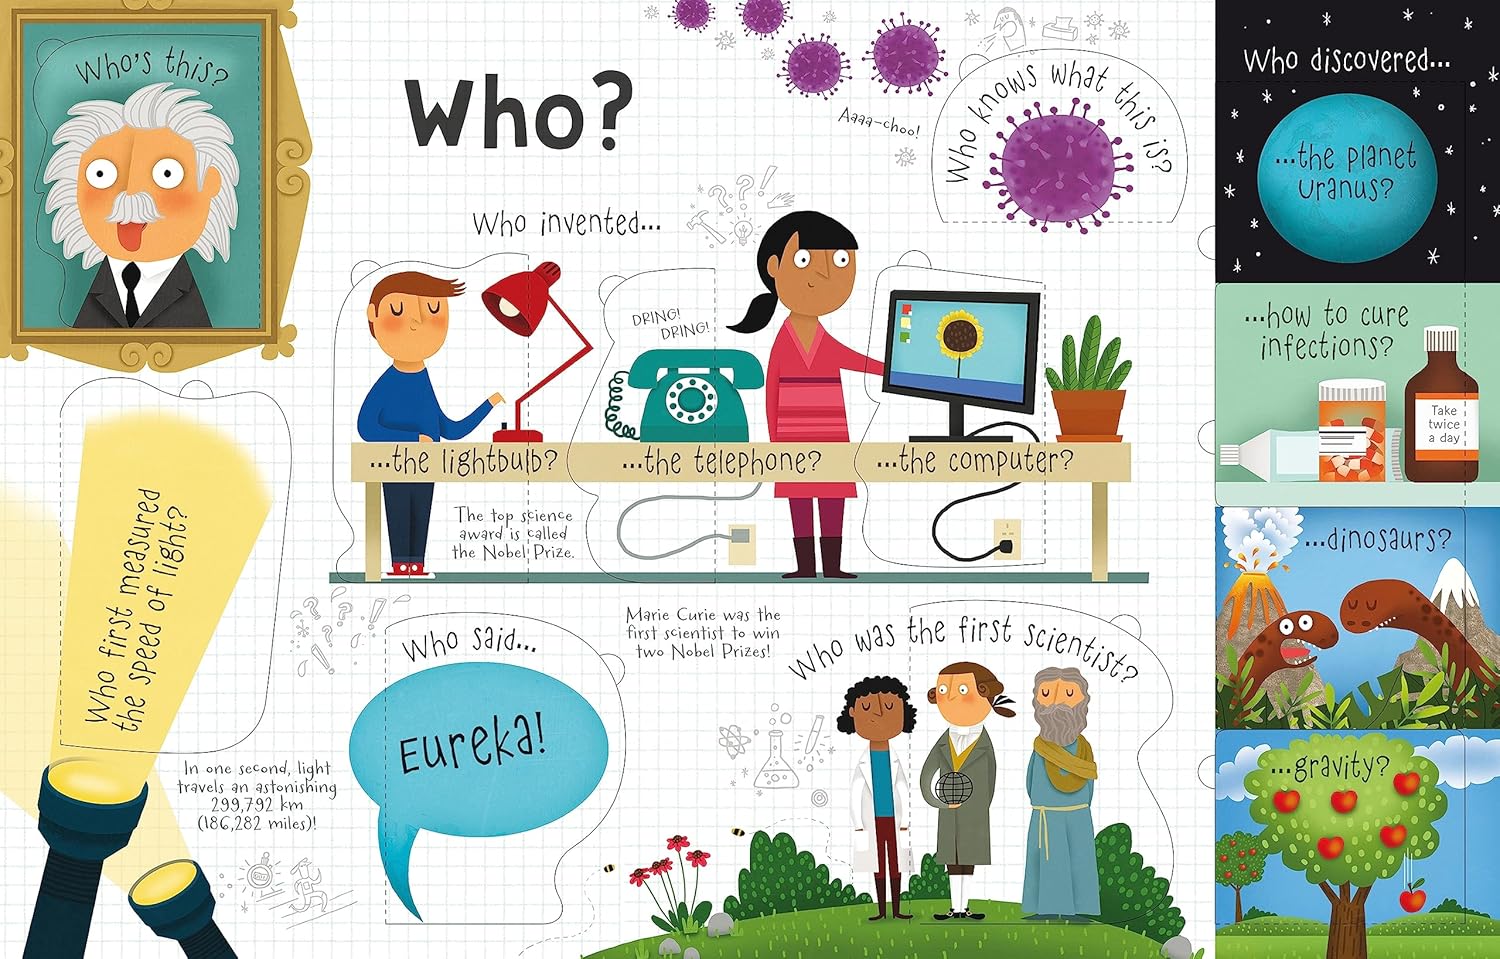 Who's this?
Who?
Aaaa-choo!
Who knows what this is?
Who invented...
DRING!
DRING!
...the lightbulb?
...the telephone?
...the computer?
The top science
award is called
the Nobel Prize.
Who first measured
the speed of light?
In one second, light
travels an astonishing
299,792 km
(186,282 miles)!
Who said...
Eureka!
Marie Curie was the
first scientist to win
two Nobel Prizes!
Who was the first scientist?
Who discovered...
...the planet
Uranus?
...how to cure
infections?
Take
twice
a day
...dinosaurs?
...gravity?